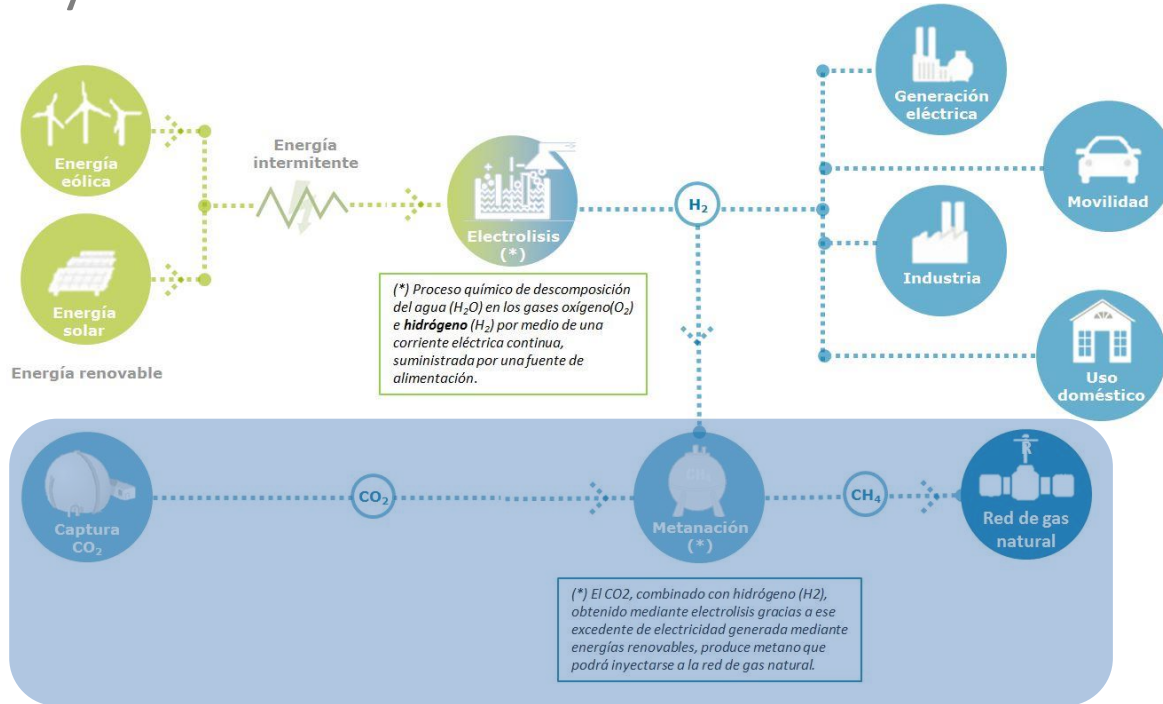 Energía
eólica
Energía
solar
Energía renovable
Energía
intermitente
Electrolisis
(*)
(*) Proceso químico de descomposición
del agua (H₂O) en los gases oxígeno(O₂)
e hidrógeno (H₂) por medio de una
corriente eléctrica continua,
suministrada por una fuente de
alimentación.
H₂
Generación
eléctrica
Movilidad
Industria
Uso
doméstico
Captura
CO₂
CO₂
CH₄
Metanación
(*)
CH₄
R
Red de gas
natural
(*) El CO2, combinado con hidrógeno (H2),
obtenido mediante electrolisis gracias a ese
excedente de electricidad generada mediante
energías renovables, produce metano que
podrá inyectarse a la red de gas natural.